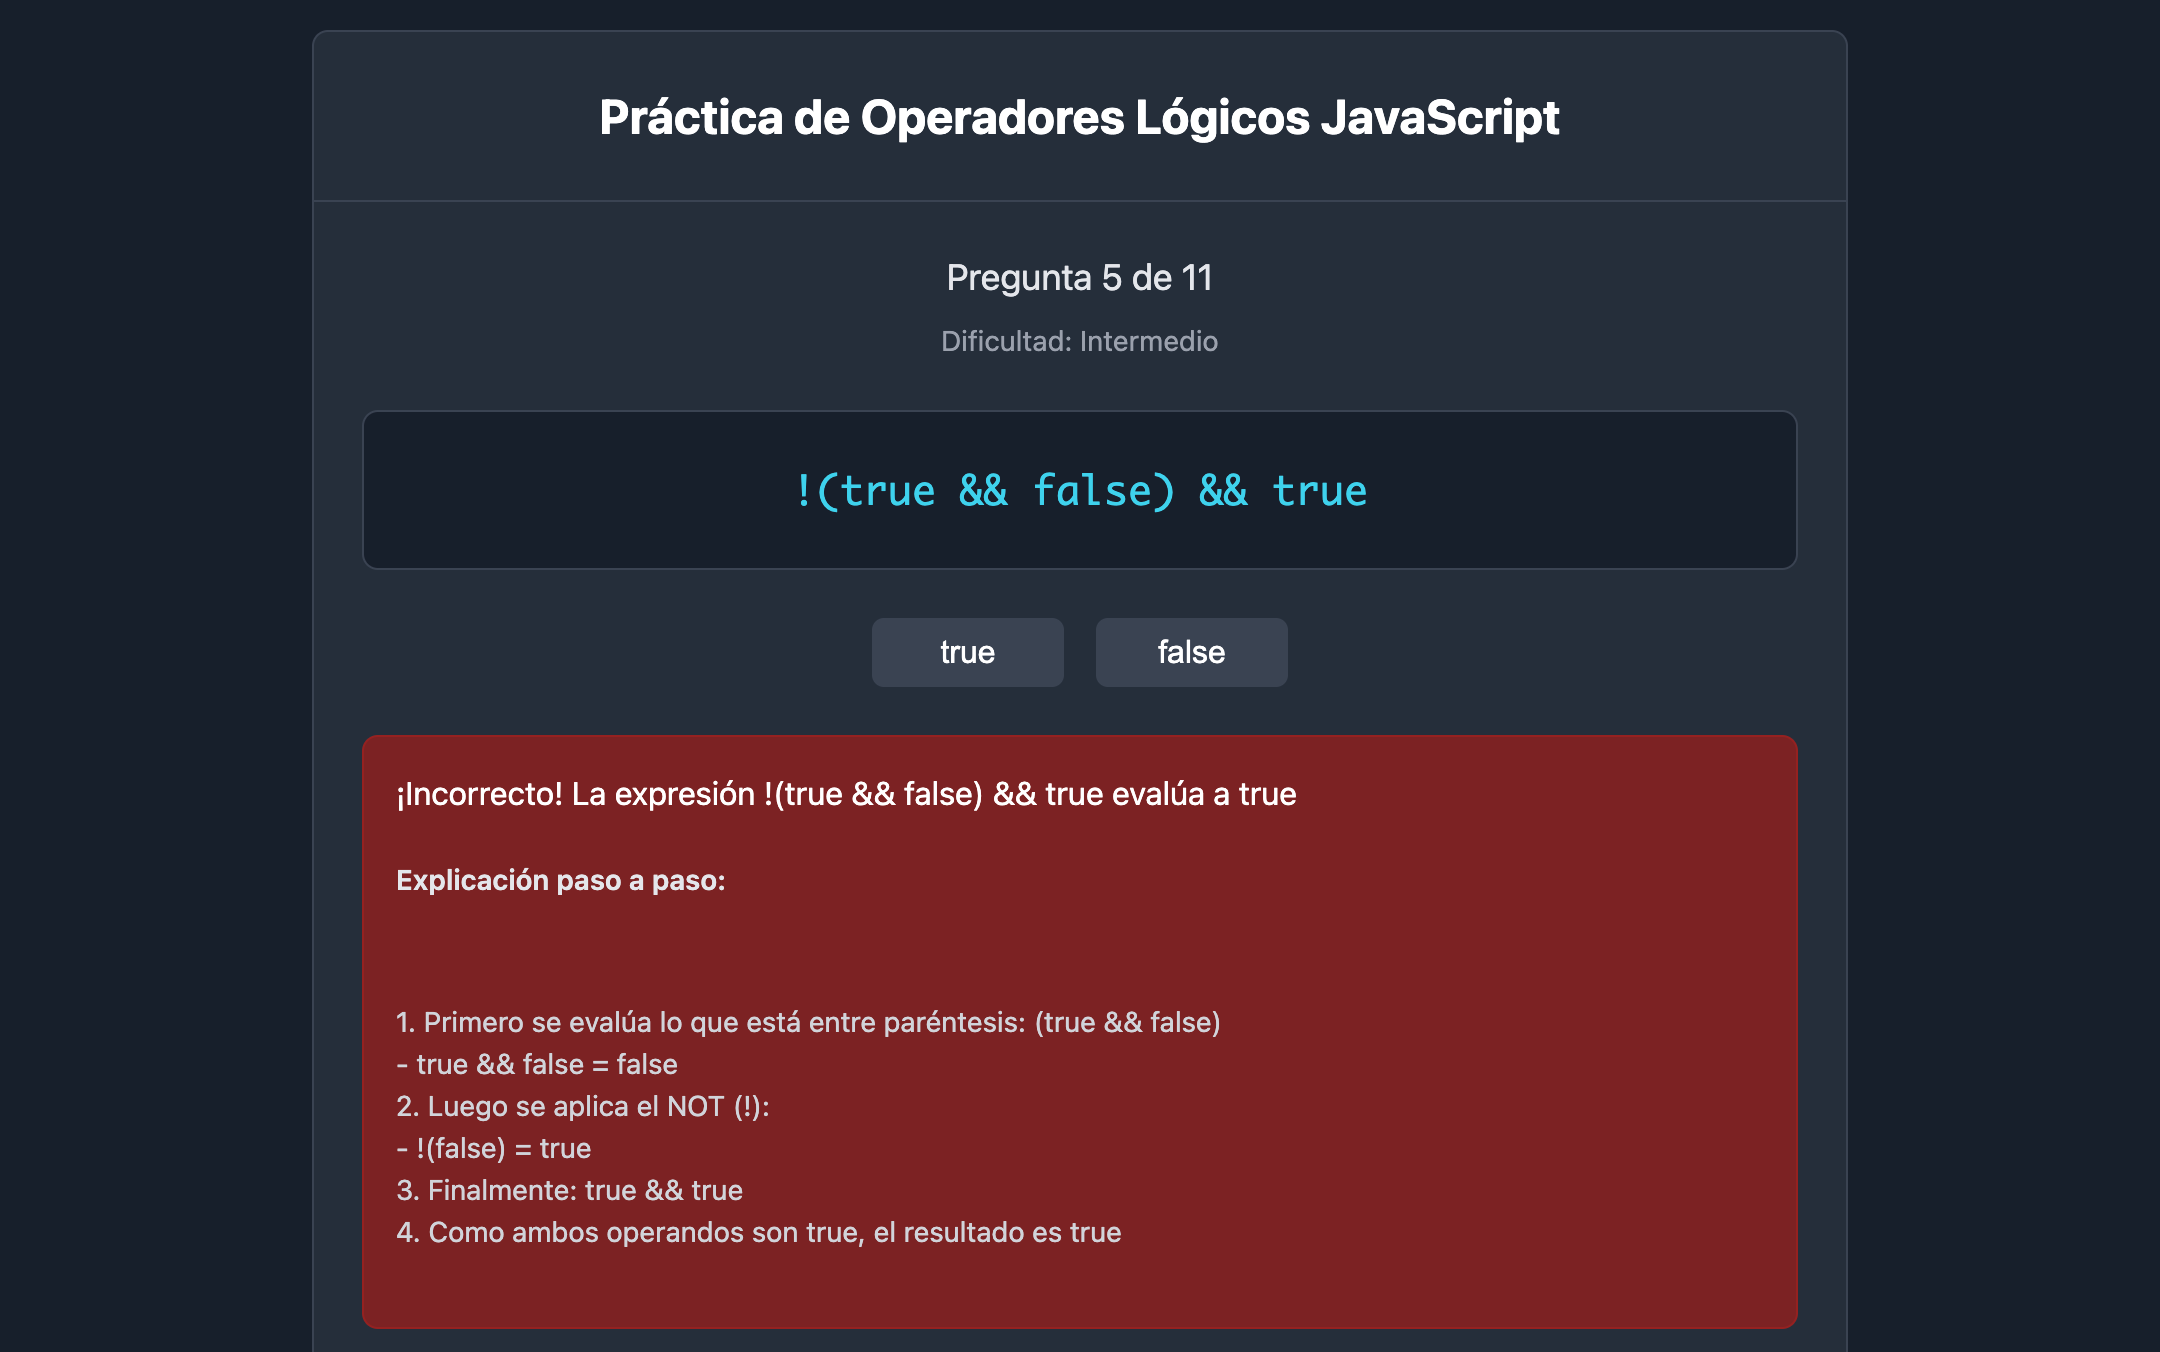 Práctica de Operadores Lógicos JavaScript
Pregunta 5 de 11
Dificultad: Intermedio
!(true && false) && true
true
false
¡Incorrecto! La expresión !(true && false) && true evalúa a true
Explicación paso a paso:
1. Primero se evalúa lo que está entre paréntesis: (true && false)
- true && false = false
2. Luego se aplica el NOT (!):
- !(false) = true
3. Finalmente: true && true
4. Como ambos operandos son true, el resultado es true